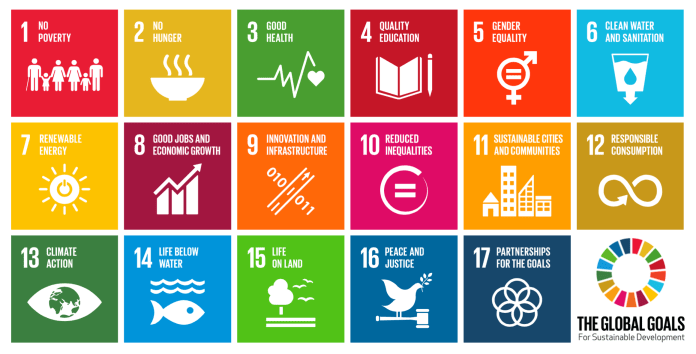 1 NO
POVERTY
2 NO
HUNGER
3 GOOD
HEALTH
4 QUALITY
EDUCATION
5 GENDER
EQUALITY
6 CLEAN WATER
AND SANITATION
7 RENEWABLE
ENERGY
8 GOOD JOBS AND
ECONOMIC GROWTH
9 INNOVATION AND
INFRASTRUCTURE
010
011
10 REDUCED
INEQUALITIES
11 SUSTAINABLE CITIES
AND COMMUNITIES
12 RESPONSIBLE
CONSUMPTION
13 CLIMATE
ACTION
14 LIFE BELOW
WATER
15 LIFE
ON LAND
16 PEACE AND
JUSTICE
17 PARTNERSHIPS
FOR THE GOALS
THE GLOBAL GOALS
For Sustainable Development